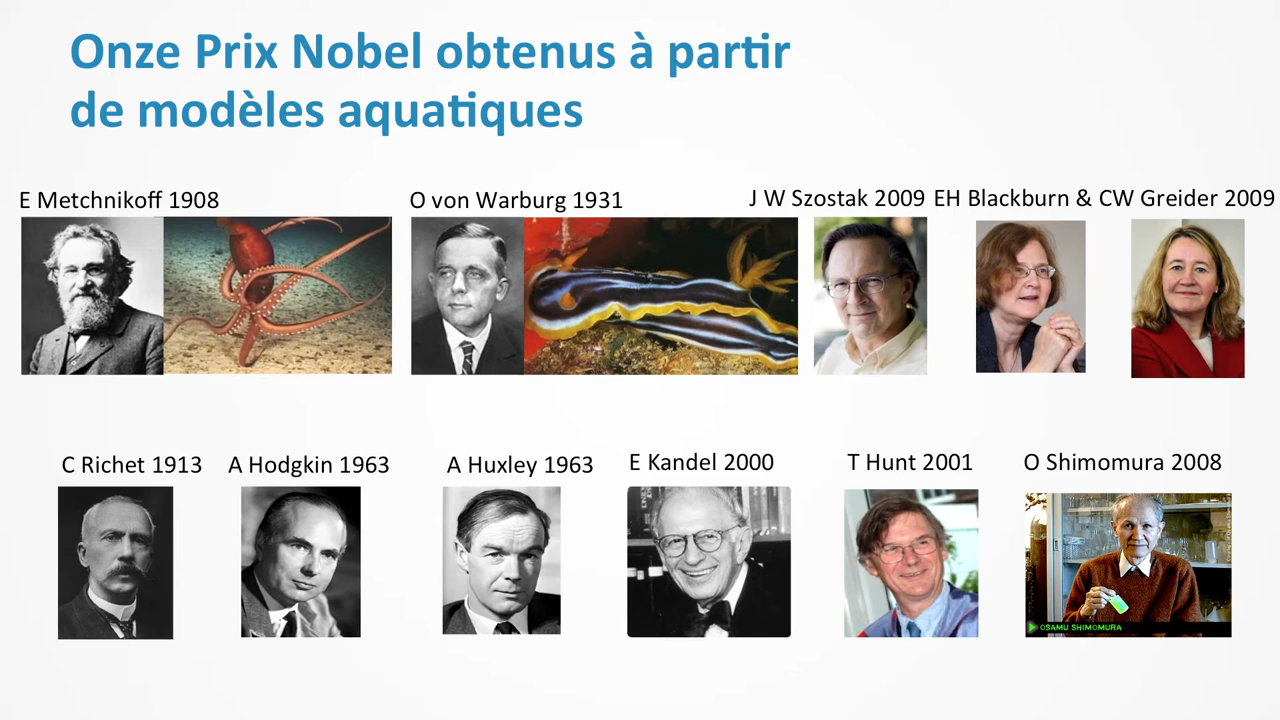 Onze Prix Nobel obtenus à partir
de modèles aquatiques
E Metchnikoff 1908
O von Warburg 1931
J W Szostak 2009
EH Blackburn & CW Greider 2009
C Richet 1913
A Hodgkin 1963
A Huxley 1963
E Kandel 2000
T Hunt 2001
O Shimomura 2008
OSAMU SHIMOMURA